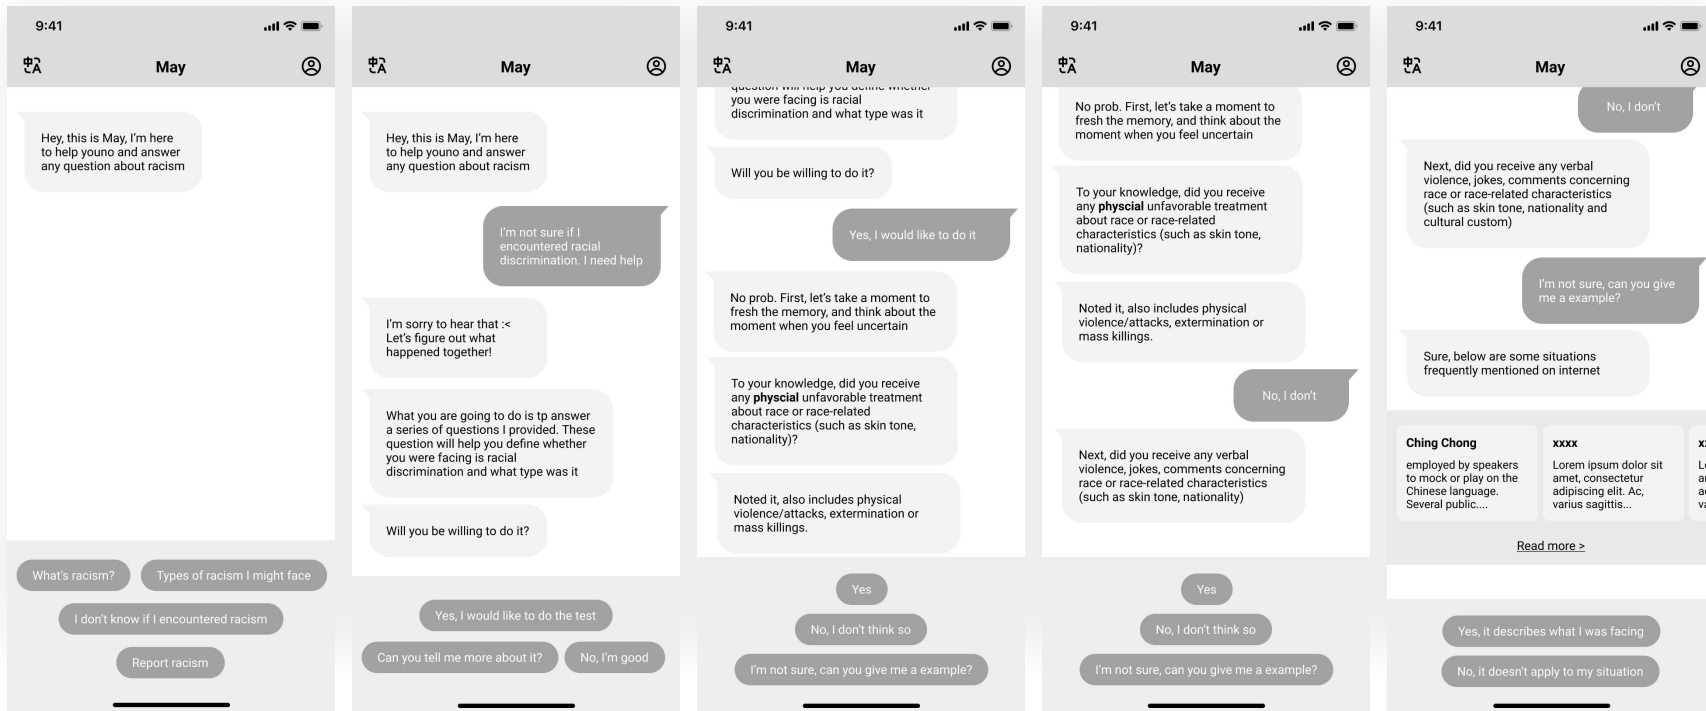 9:41
May
Hey, this is May, I'm here
to help youno and answer
any question about racism
What's racism?
Types of racism I might face
I don't know if I encountered racism
Report racism
May
Hey, this is May, I'm here
to help youno and answer
any question about racism
I'm not sure if I
encountered racial
discrimination. I need help
I'm sorry to hear that :<
Let's figure out what
happened together!
What you are going to do is tp answer
a series of questions I provided. These
question will help you define whether
you were facing is racial
discrimination and what type was it
Will you be willing to do it?
Yes, I would like to do the test
Can you tell me more about it?
No, I'm good
9:41
May
question will help you define whether
you were facing is racial
discrimination and what type was it
Will you be willing to do it?
Yes, I would like to do it
No prob. First, let's take a moment to
fresh the memory, and think about the
moment when you feel uncertain
To your knowledge, did you receive
any physcial unfavorable treatment
about race or race-related
characteristics (such as skin tone,
nationality)?
Noted it, also includes physical
violence/attacks, extermination or
mass killings.
Yes
No, I don't think so
I'm not sure, can you give me a example?
9:41
May
No prob. First, let's take a moment to
fresh the memory, and think about the
moment when you feel uncertain
To your knowledge, did you receive
any physcial unfavorable treatment
about race or race-related
characteristics (such as skin tone,
nationality)?
Noted it, also includes physical
violence/attacks, extermination or
mass killings.
No, I don't
Next, did you receive any verbal
violence, jokes, comments concerning
race or race-related characteristics
(such as skin tone, nationality)
Yes
No, I don't think so
I'm not sure, can you give me a example?
9:41
May
No, I don't
Next, did you receive any verbal
violence, jokes, comments concerning
race or race-related characteristics
(such as skin tone, nationality and
cultural custom)
I'm not sure, can you give
me a example?
Sure, below are some situations
frequently mentioned on internet
Ching Chong
employed by speakers
to mock or play on the
Chinese language.
Several public....
xxxx
Lorem ipsum dolor sit
amet, consectetur
adipiscing elit. Ac,
varius sagittis...
Read more >
Yes, it describes what I was facing
No, it doesn't apply to my situation